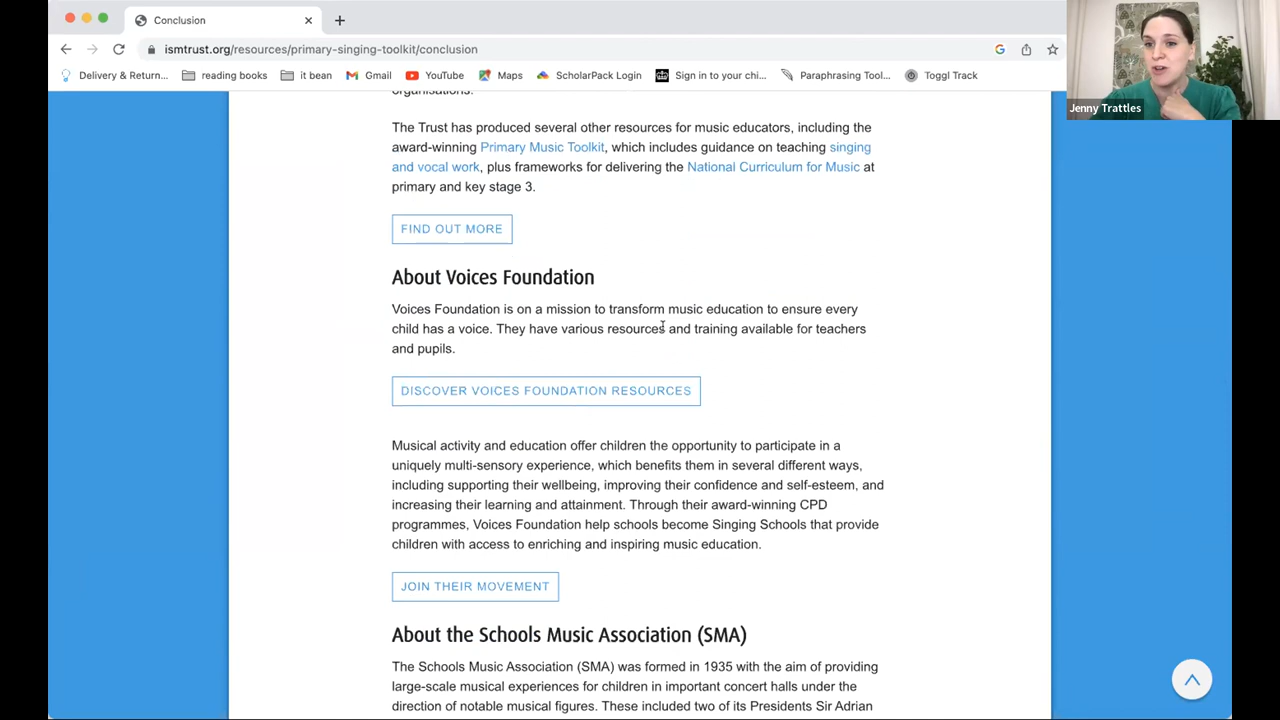 Conclusion
ismtrust.org/resources/primary-singing-toolkit/conclusion
Delivery & Return... reading books it bean Gmail YouTube Maps ScholarPack Login Sign in to your chi... Paraphrasing Tool... Toggl Track
Jenny Trattles
organisations.
The Trust has produced several other resources for music educators, including the
award-winning Primary Music Toolkit, which includes guidance on teaching singing
and vocal work, plus frameworks for delivering the National Curriculum for Music at
primary and key stage 3.
FIND OUT MORE
About Voices Foundation
Voices Foundation is on a mission to transform music education to ensure every
child has a voice. They have various resources and training available for teachers
and pupils.
DISCOVER VOICES FOUNDATION RESOURCES
Musical activity and education offer children the opportunity to participate in a
uniquely multi-sensory experience, which benefits them in several different ways,
including supporting their wellbeing, improving their confidence and self-esteem, and
increasing their learning and attainment. Through their award-winning CPD
programmes, Voices Foundation help schools become Singing Schools that provide
children with access to enriching and inspiring music education.
JOIN THEIR MOVEMENT
About the Schools Music Association (SMA)
The Schools Music Association (SMA) was formed in 1935 with the aim of providing
large-scale musical experiences for children in important concert halls under the
direction of notable musical figures. These included two of its Presidents Sir Adrian